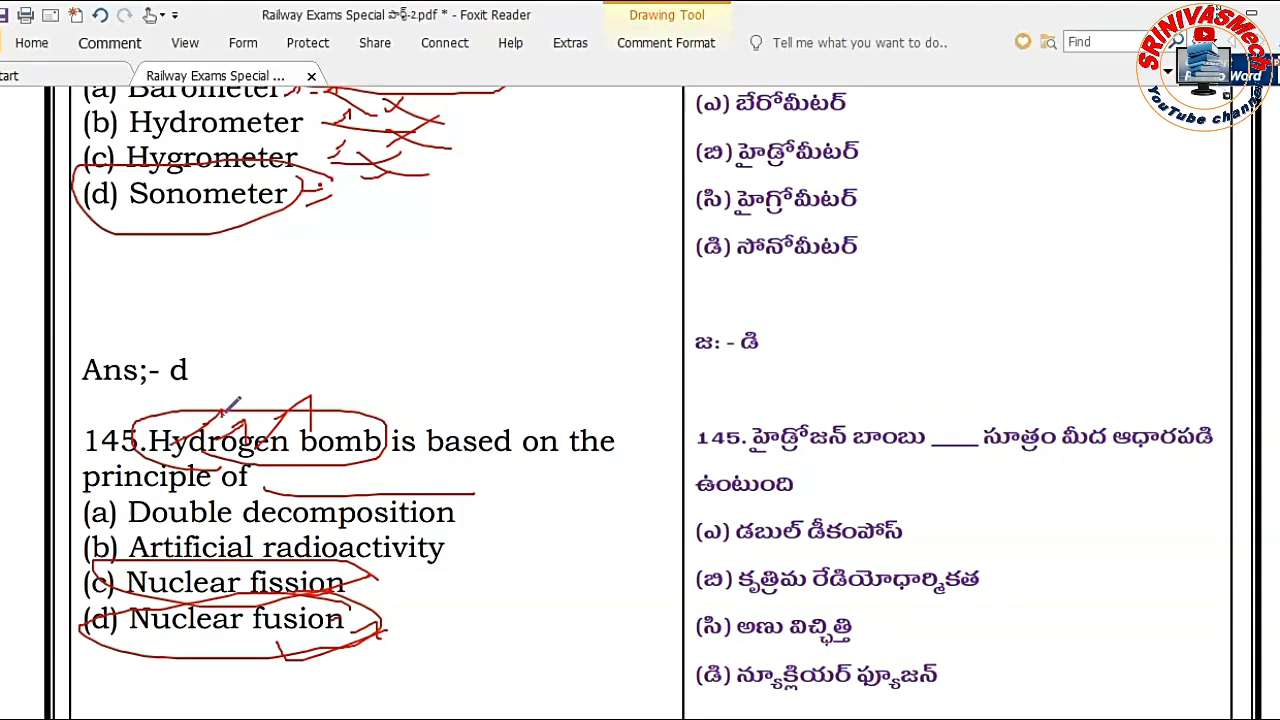 Railway Exams Special పార్ట్-2.pdf * - Foxit Reader
Drawing Tool
Home Comment View Form Protect Share Connect Help Extras Comment Format Tell me what you want to do.. Find
tart Railway Exams Special ... ×
Word
SRINIVASMech
YouTube channel
(a) Barometer
(b) Hydrometer
(c) Hygrometer
(d) Sonometer
Ans;- d
145.Hydrogen bomb is based on the
principle of
(a) Double decomposition
(b) Artificial radioactivity
(c) Nuclear fission
(d) Nuclear fusion
(ఎ) బేరోమీటర్
(బి) హైడ్రోమీటర్
(సి) హైగ్రోమీటర్
(డి) సోనోమీటర్
జ: - డి
145. హైడ్రోజన్ బాంబు ____ సూత్రం మీద ఆధారపడి
ఉంటుంది
(ఎ) డబుల్ డీకంపోస్
(బి) కృత్రిమ రేడియోధార్మికత
(సి) అణు విచ్ఛిత్తి
(డి) న్యూక్లియర్ ఫ్యూజన్